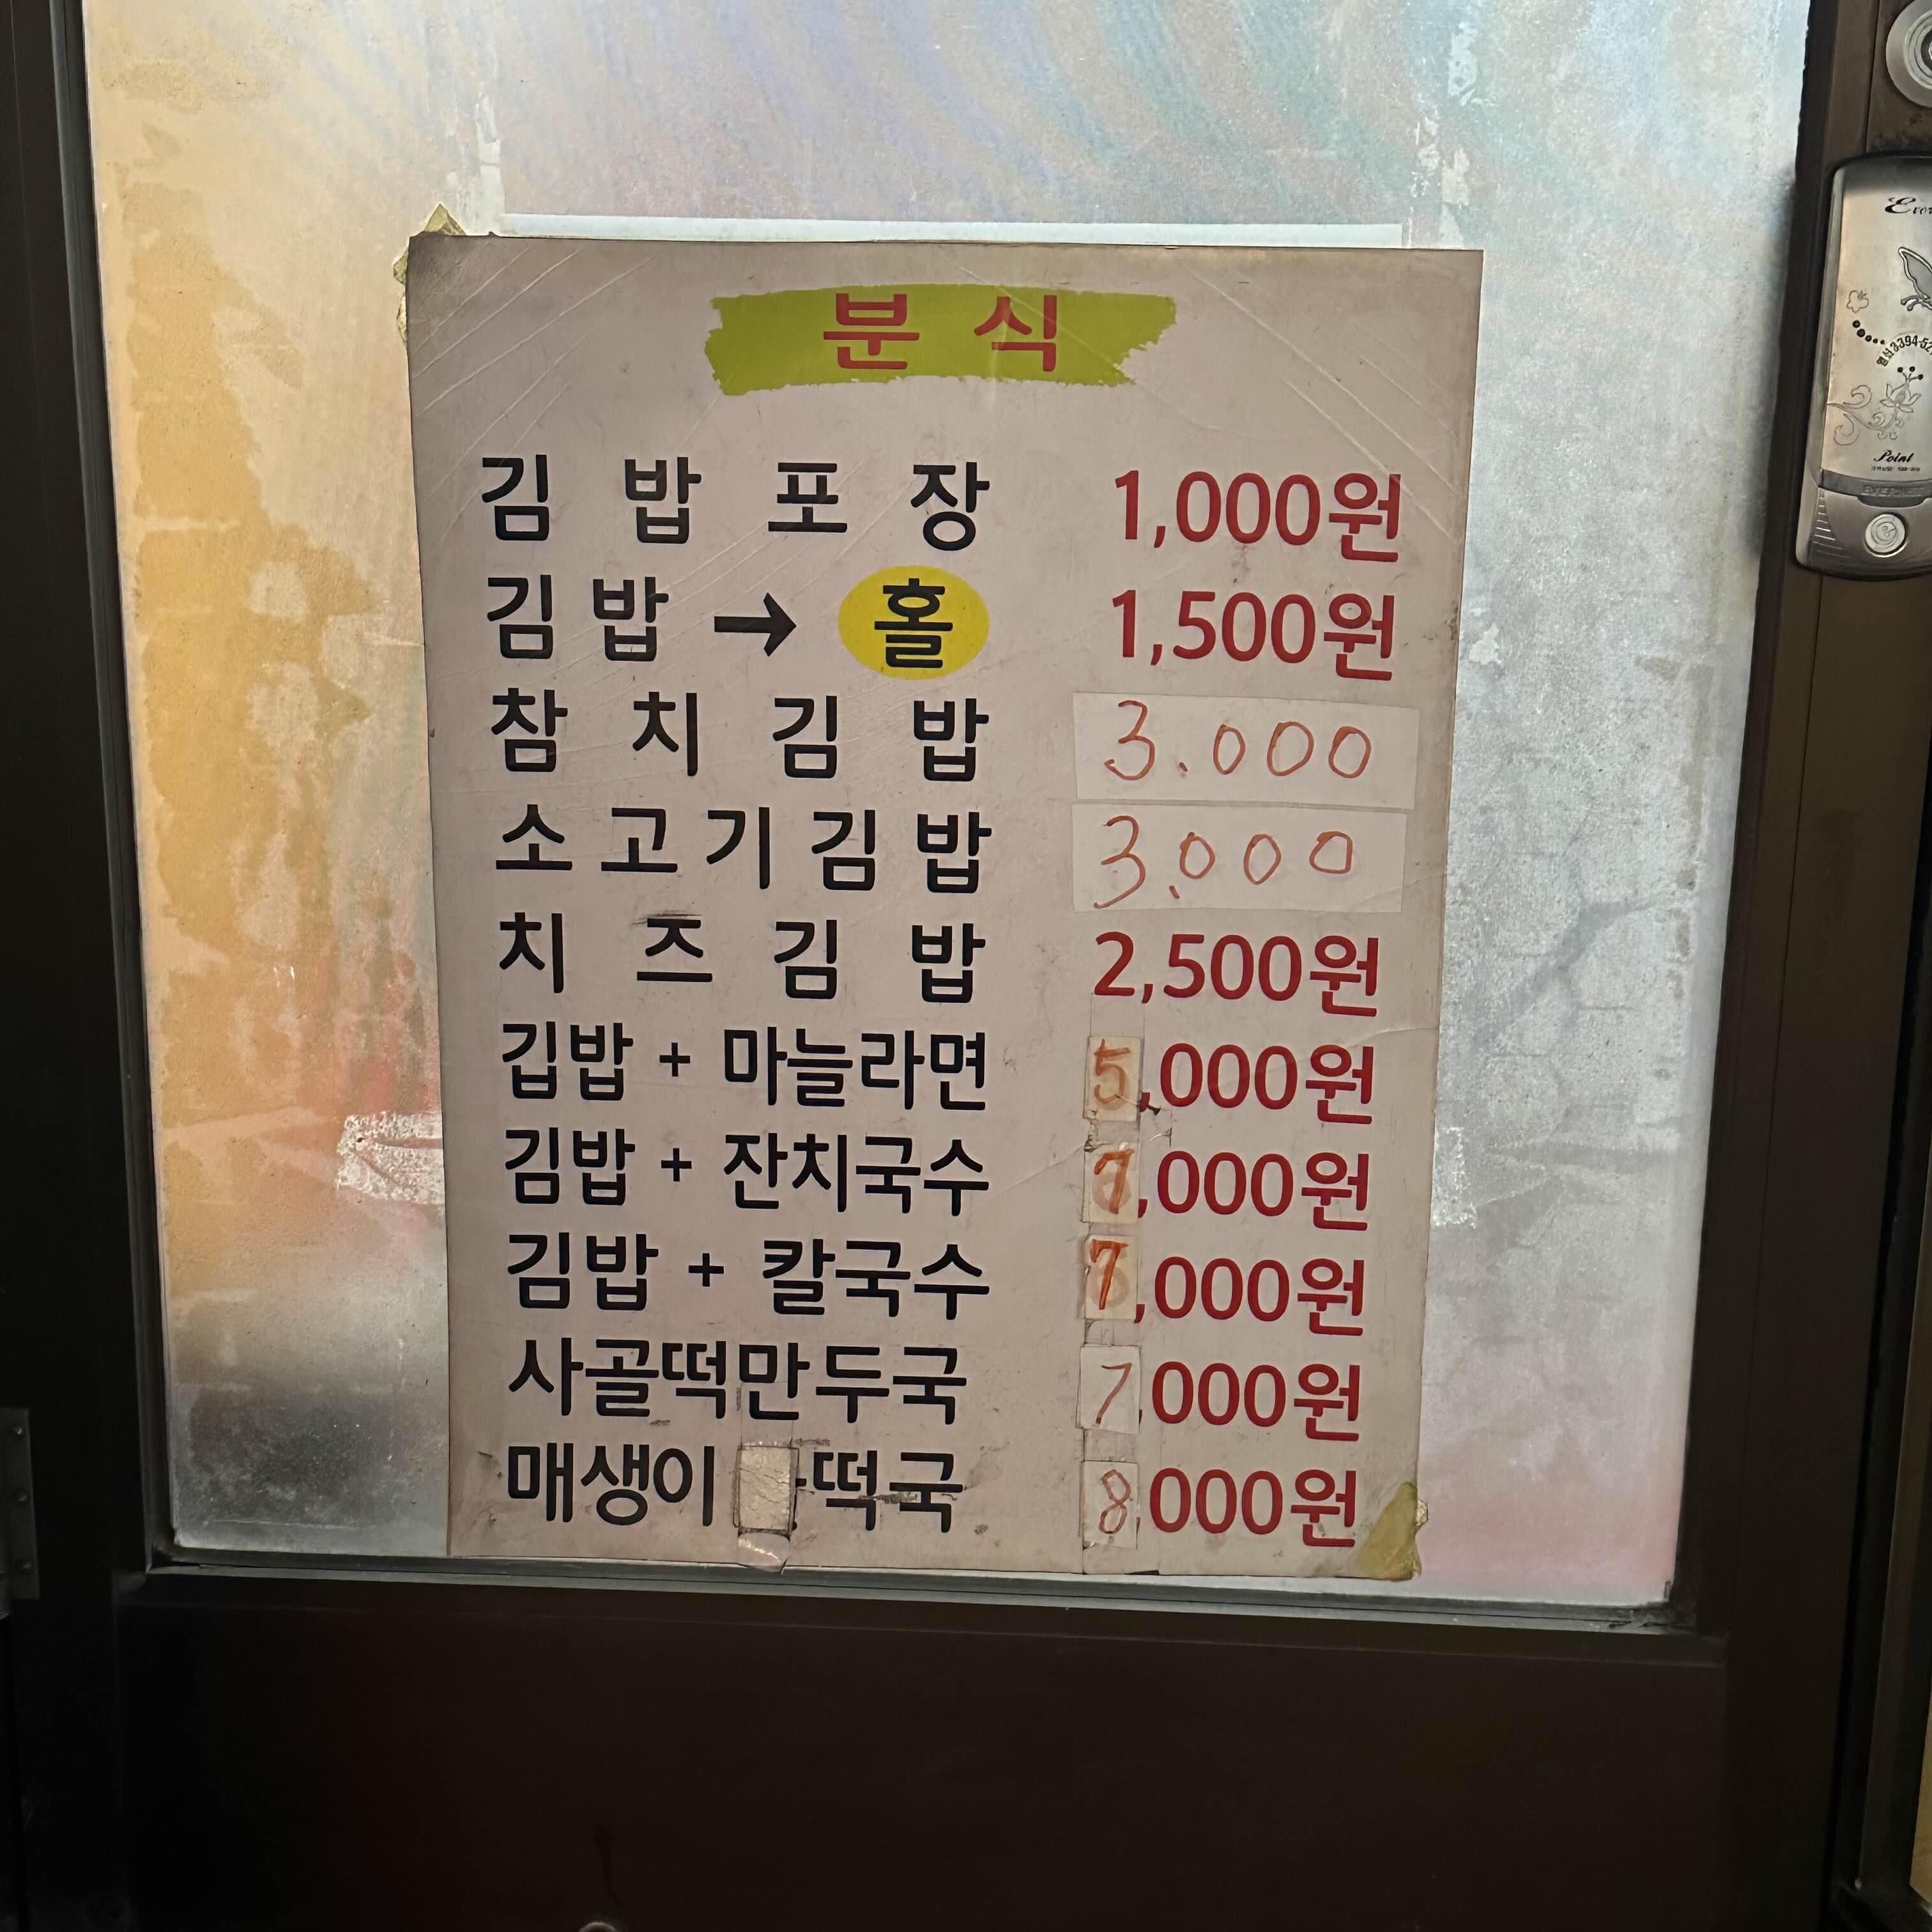 분식
김밥포장 1,000원
김밥 → 홀 1,500원
참치김밥 3.000
소고기김밥 3,000
치즈김밥 2,500원
김밥 + 마늘라면 5,000원
김밥 + 잔치국수 7,000원
김밥 + 칼국수 7,000원
사골떡만두국 7,000원
매생이 떡국 8,000원
Point